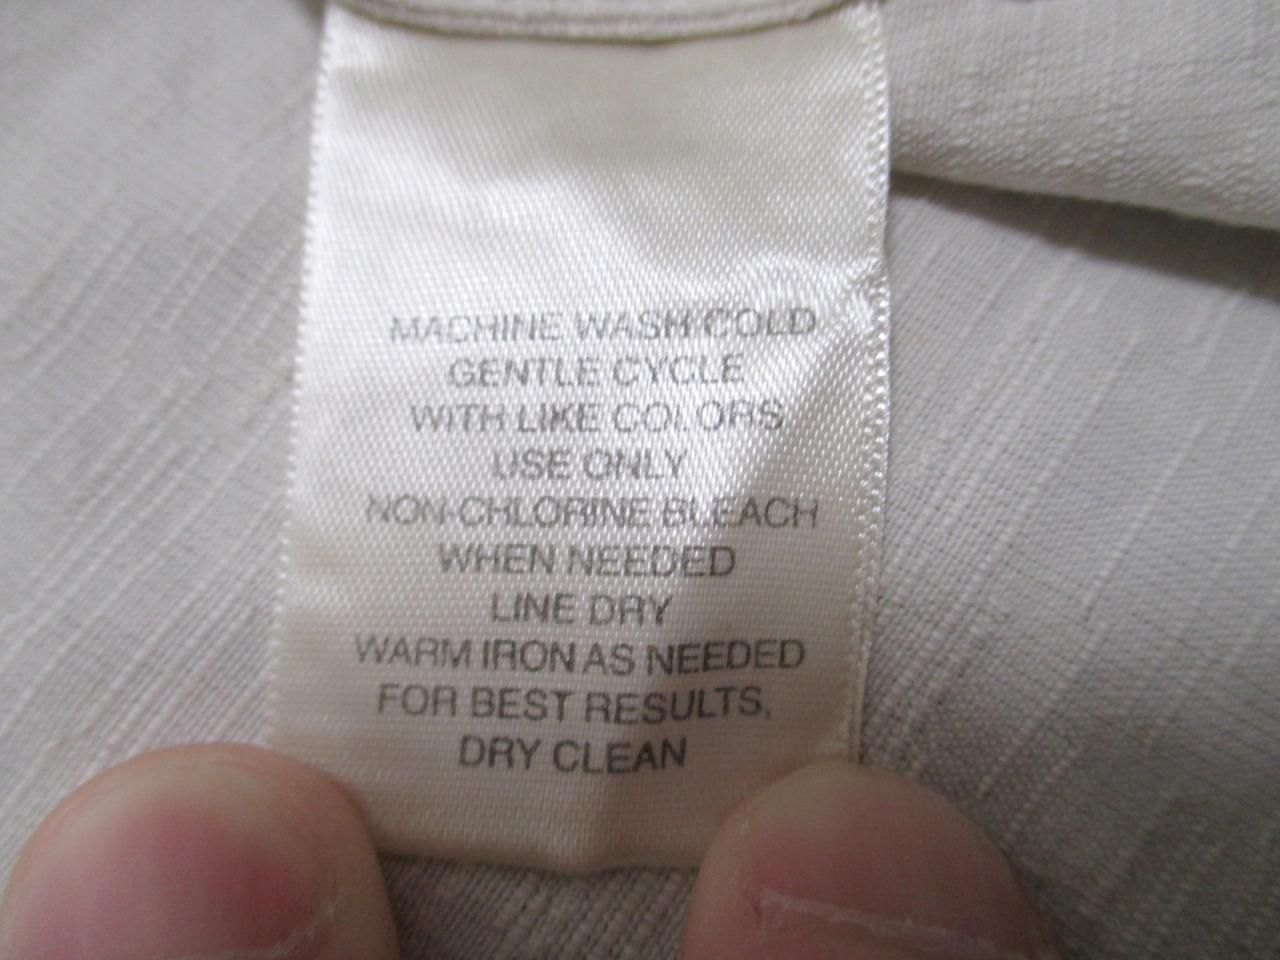 MACHINE WASH COLD
GENTLE CYCLE
WITH LIKE COLORS
USE ONLY
NON-CHLORINE BLEACH
WHEN NEEDED
LINE DRY
WARM IRON AS NEEDED
FOR BEST RESULTS,
DRY CLEAN